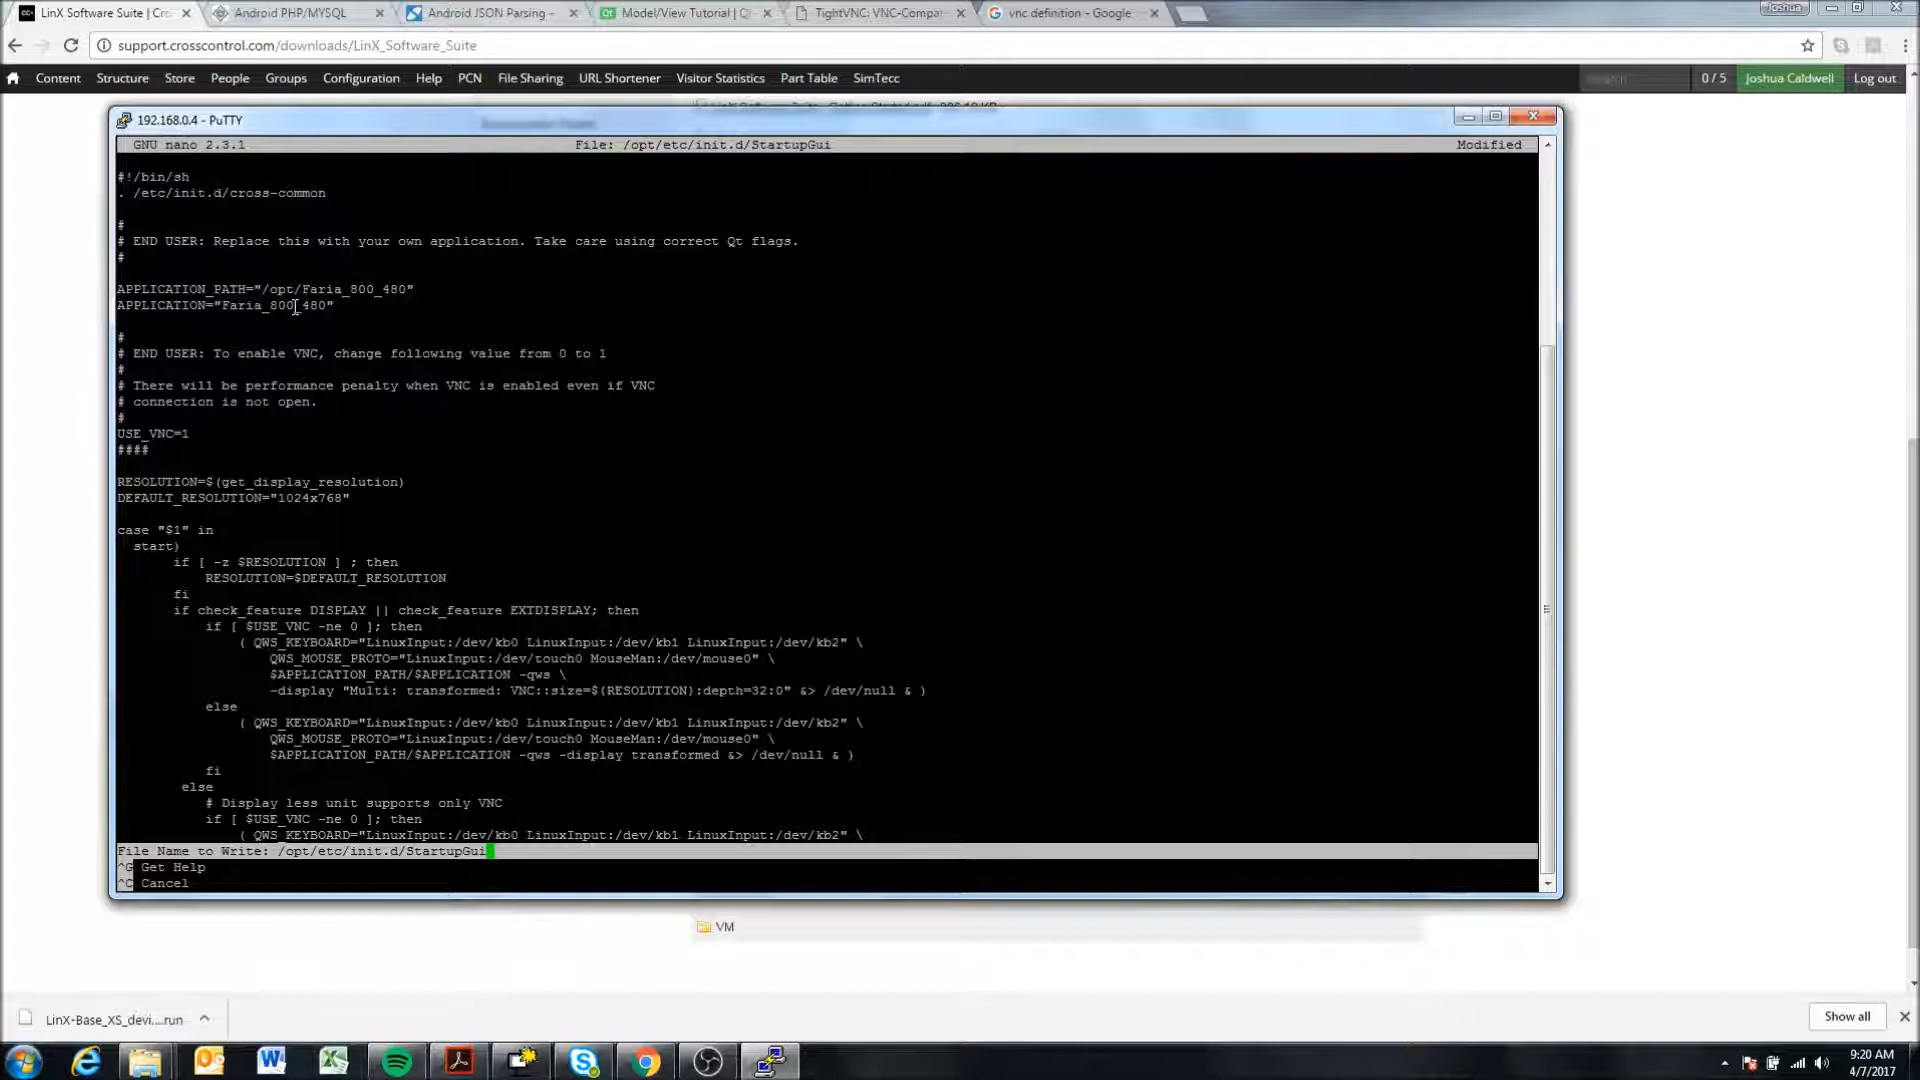 LinX Software Suite | Cro
Android PHP/MYSQL
Android JSON Parsing –
Model/View Tutorial | Q
TightVNC: VNC-Compa
vnc definition - Google
Joshua
support.crosscontrol.com/downloads/LinX_Software_Suite
Content Structure Store People Groups Configuration Help PCN File Sharing URL Shortener Visitor Statistics Part Table SimTecc
search
0 / 5
Joshua Caldwell
Log out
192.168.0.4 - PuTTY
GNU nano 2.3.1 File: /opt/etc/init.d/StartupGui Modified
#!/bin/sh
. /etc/init.d/cross-common
#
# END USER: Replace this with your own application. Take care using correct Qt flags.
#
APPLICATION_PATH="/opt/Faria_800_480"
APPLICATION="Faria_800_480"
#
# END USER: To enable VNC, change following value from 0 to 1
#
# There will be performance penalty when VNC is enabled even if VNC
# connection is not open.
#
USE_VNC=1
####
RESOLUTION=$(get_display_resolution)
DEFAULT_RESOLUTION="1024x768"
case "$1" in
start)
if [ -z $RESOLUTION ] ; then
RESOLUTION=$DEFAULT_RESOLUTION
fi
if check_feature DISPLAY || check_feature EXTDISPLAY; then
if [ $USE_VNC -ne 0 ]; then
( QWS_KEYBOARD="LinuxInput:/dev/kb0 LinuxInput:/dev/kb1 LinuxInput:/dev/kb2" \
QWS_MOUSE_PROTO="LinuxInput:/dev/touch0 MouseMan:/dev/mouse0" \
$APPLICATION_PATH/$APPLICATION -qws \
-display "Multi: transformed: VNC::size=${RESOLUTION}:depth=32:0" &> /dev/null & )
else
( QWS_KEYBOARD="LinuxInput:/dev/kb0 LinuxInput:/dev/kb1 LinuxInput:/dev/kb2" \
QWS_MOUSE_PROTO="LinuxInput:/dev/touch0 MouseMan:/dev/mouse0" \
$APPLICATION_PATH/$APPLICATION -qws -display transformed &> /dev/null & )
fi
else
# Display less unit supports only VNC
if [ $USE_VNC -ne 0 ]; then
( QWS_KEYBOARD="LinuxInput:/dev/kb0 LinuxInput:/dev/kb1 LinuxInput:/dev/kb2" \
File Name to Write: /opt/etc/init.d/StartupGui
^G Get Help
^C Cancel
VM
LinX-Base_XS_devi....run
Show all
9:20 AM
4/7/2017